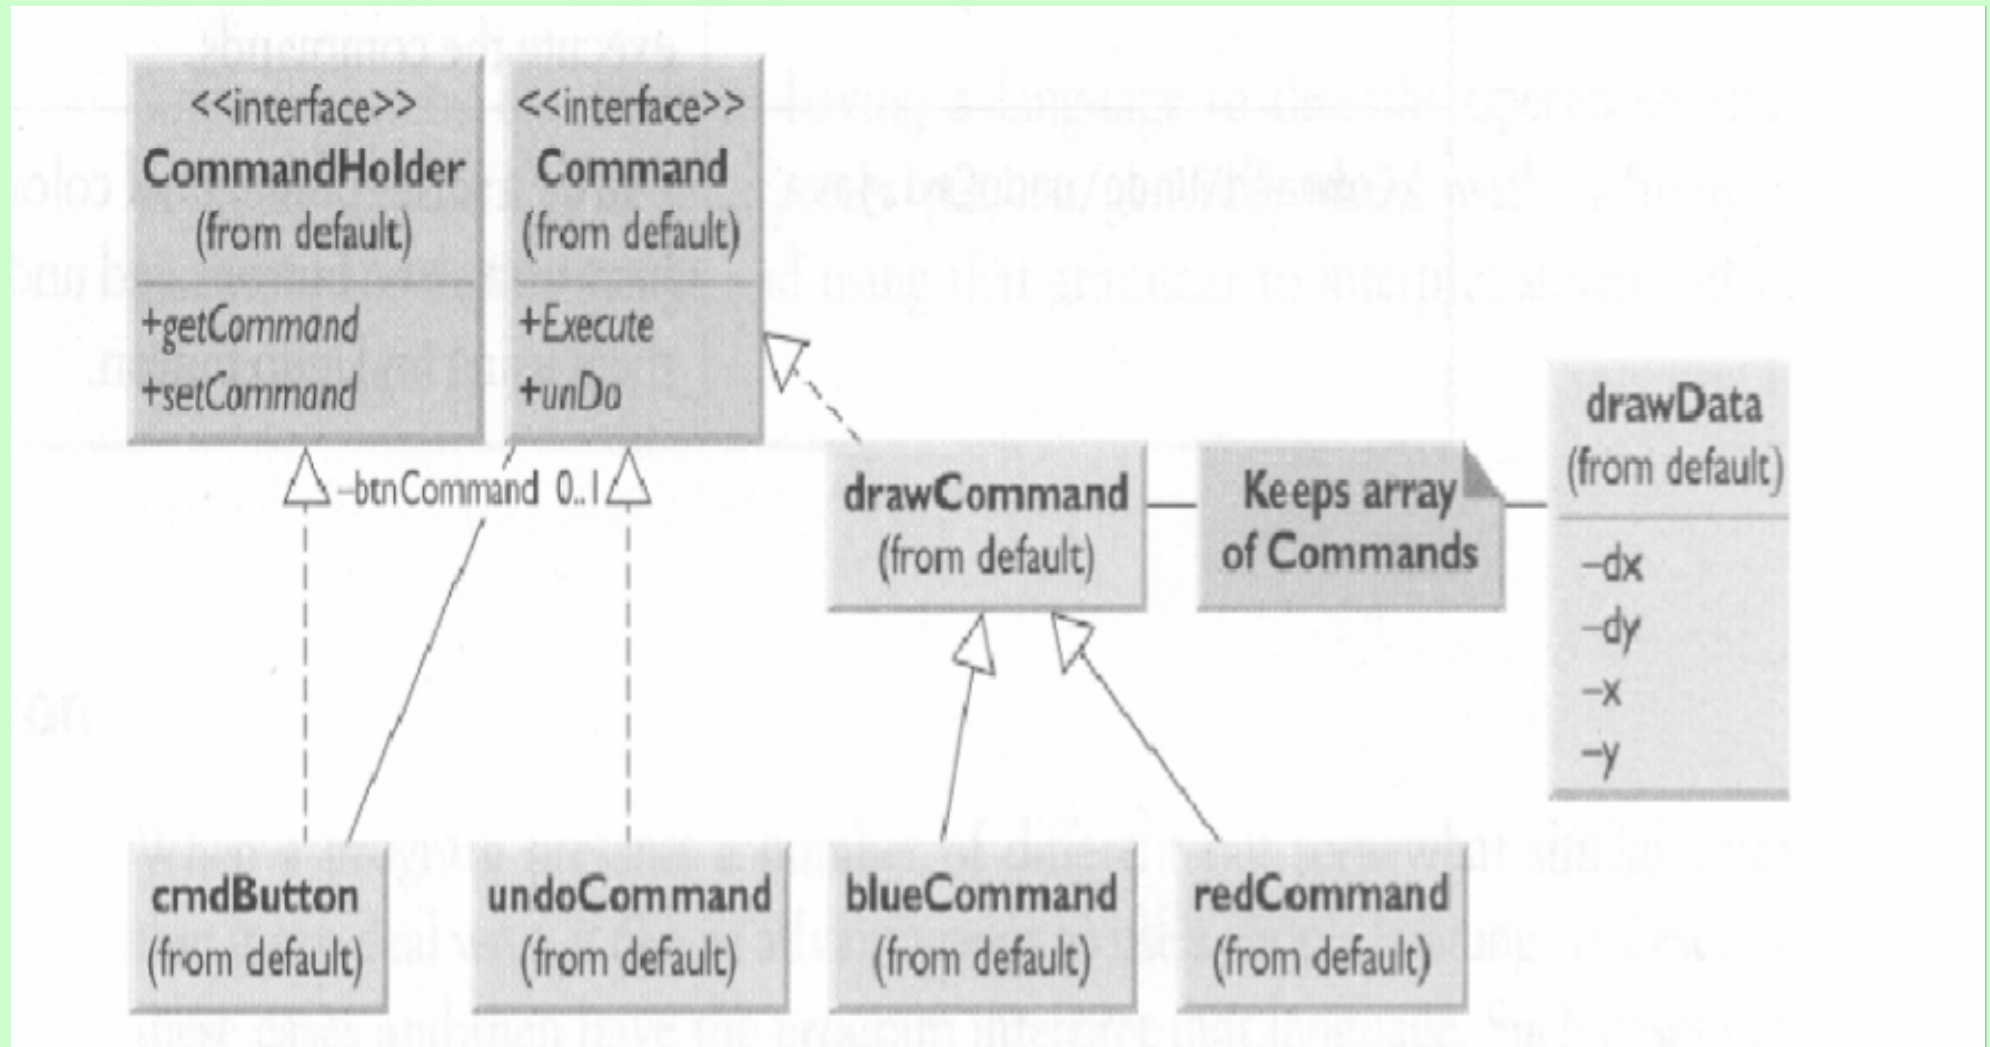 <<interface>>
CommandHolder
(from default)
+getCommand
+setCommand
<<interface>>
Command
(from default)
+Execute
+unDo
-btnCommand 0..1
drawCommand
(from default)
Keeps array
of Commands
drawData
(from default)
-dx
-dy
-x
-y
cmdButton
(from default)
undoCommand
(from default)
blueCommand
(from default)
redCommand
(from default)